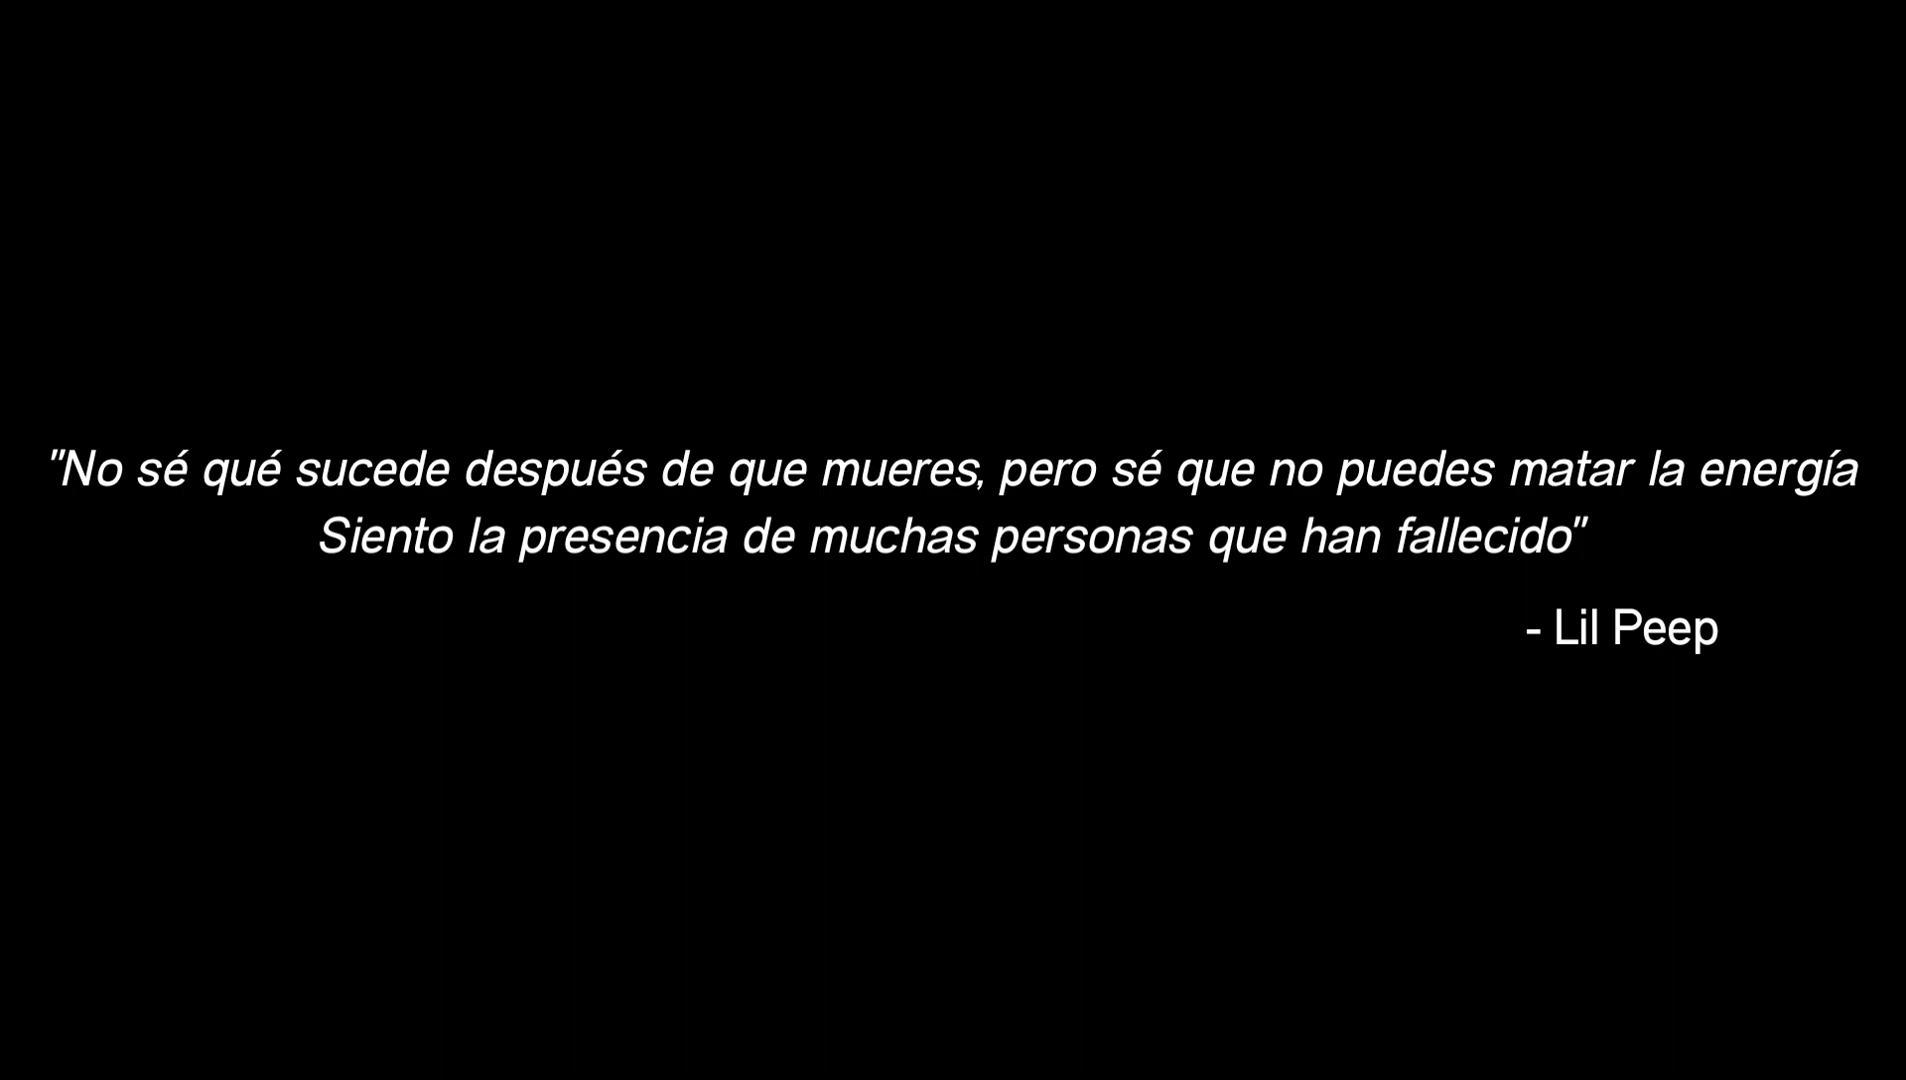 "No sé qué sucede después de que mueres, pero sé que no puedes matar la energía
Siento la presencia de muchas personas que han fallecido"
- Lil Peep